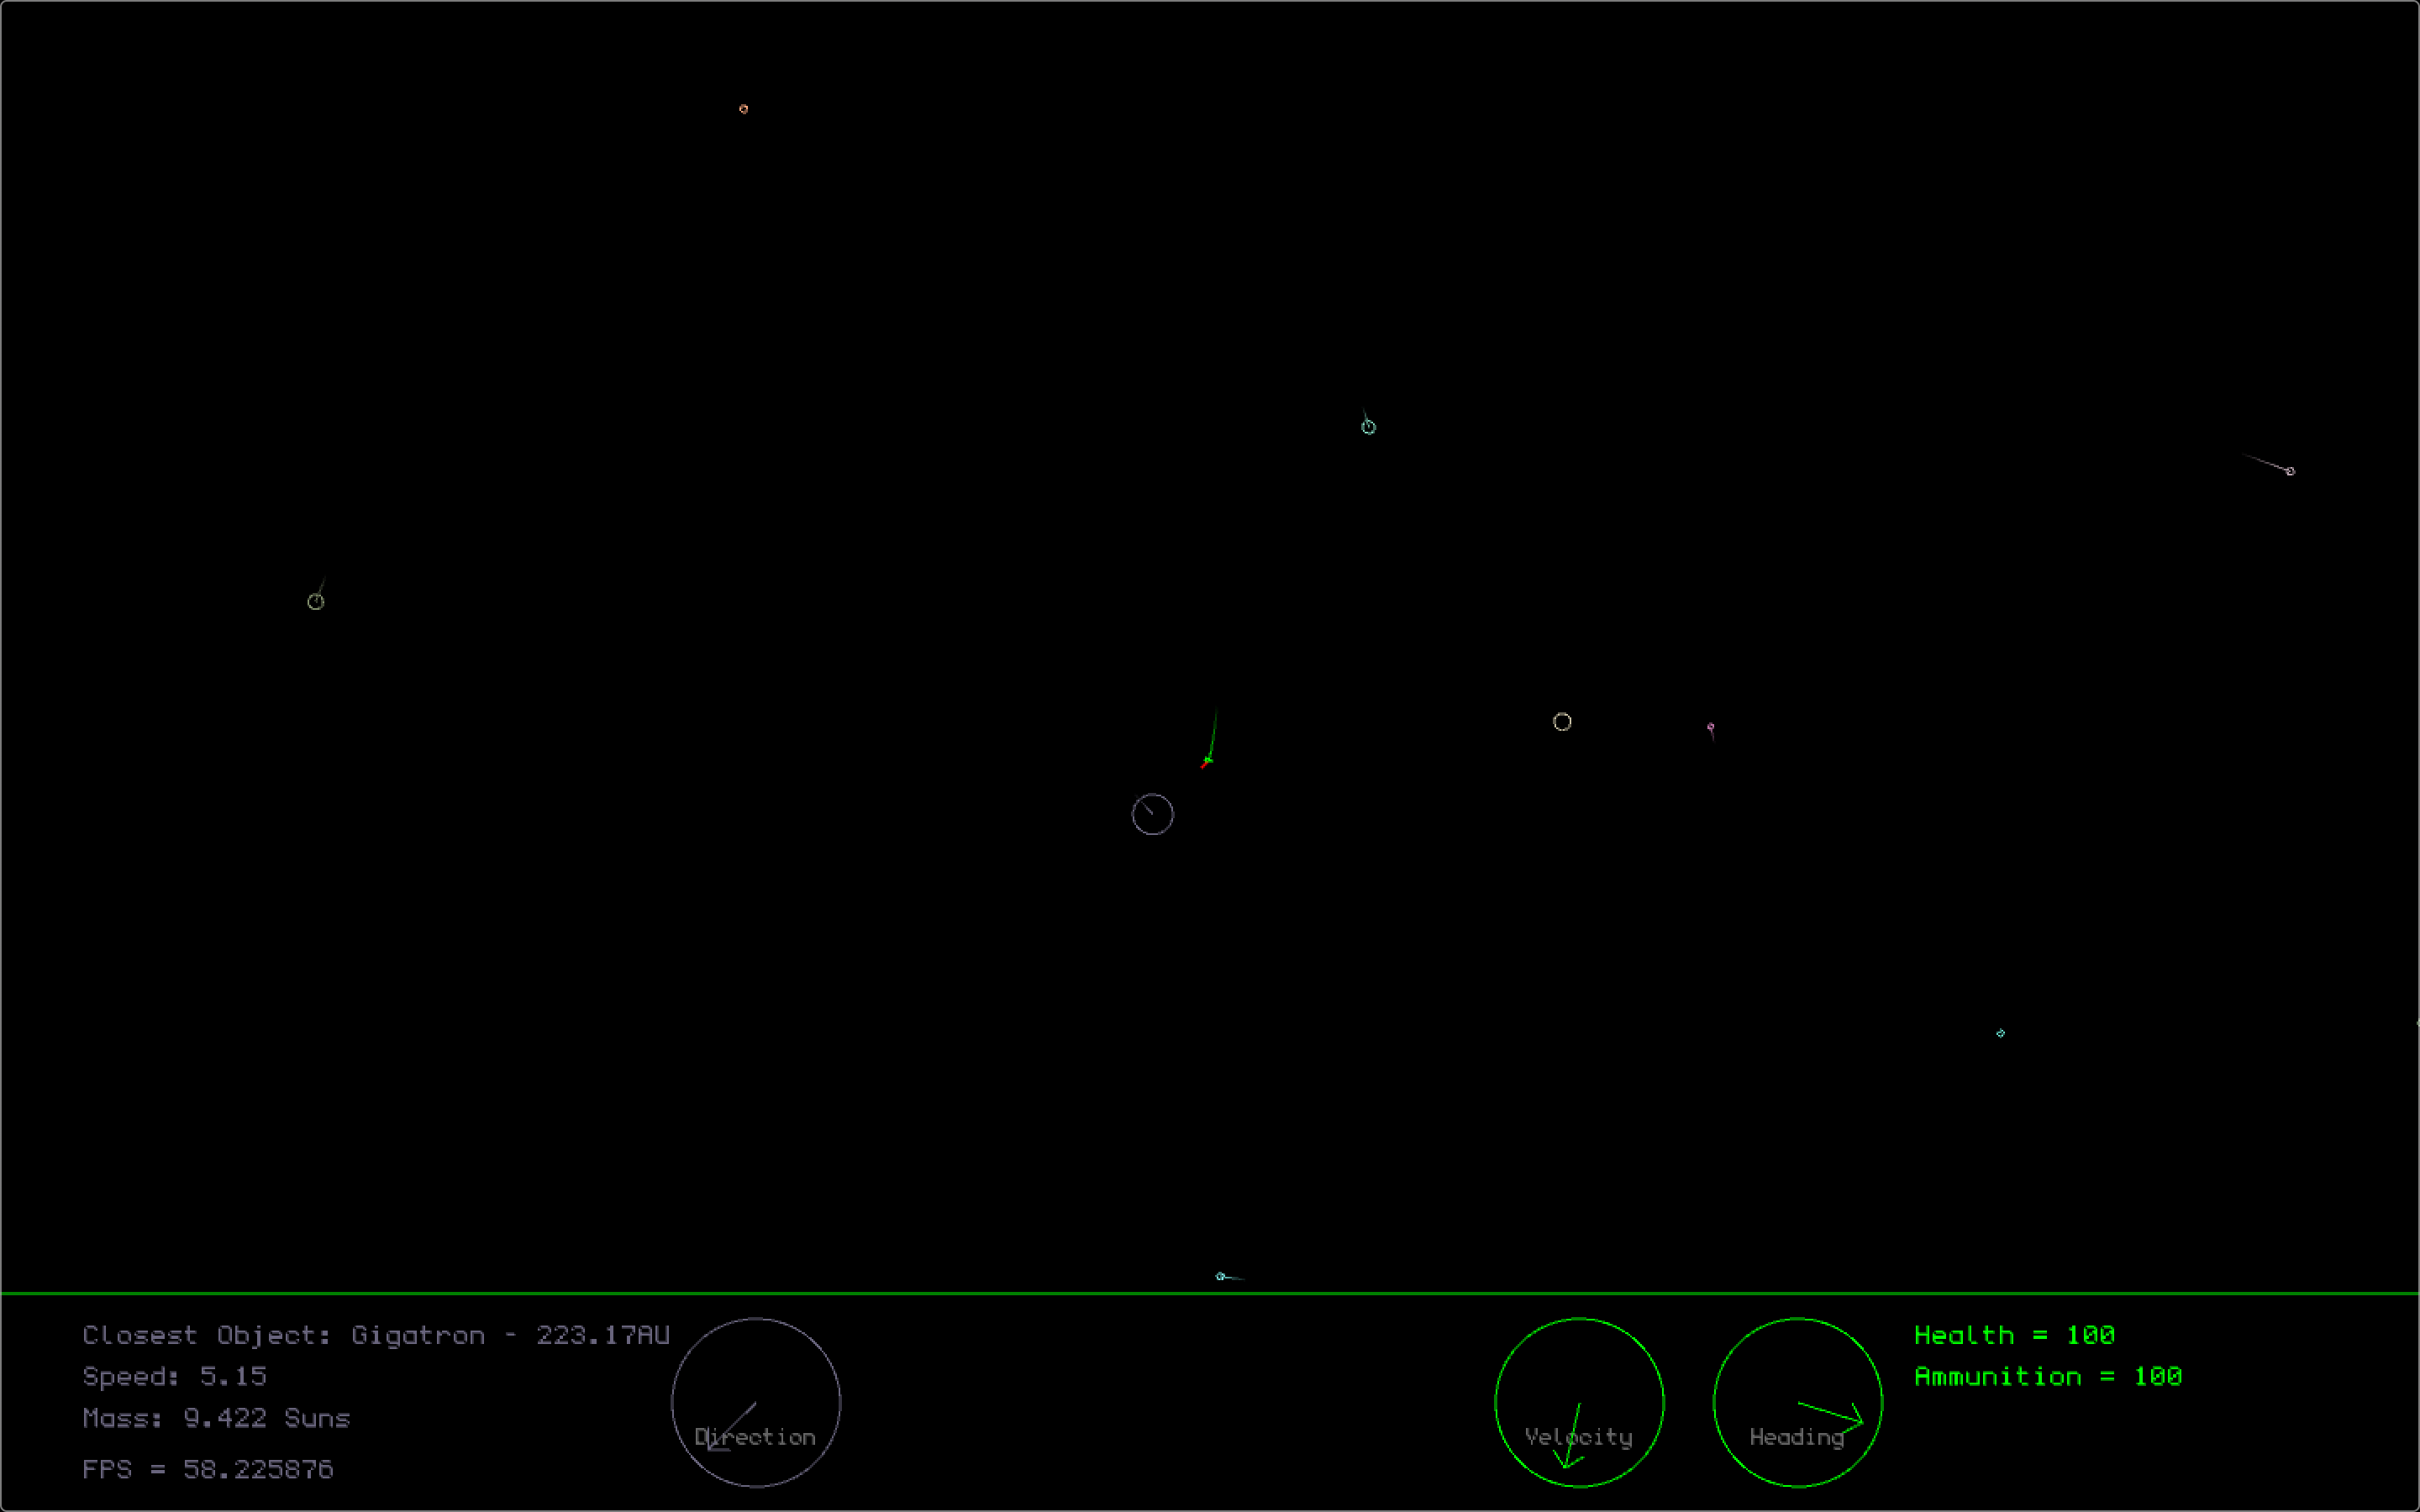 Closest Object: Gigatron - 223.17AU
Speed: 5.15
Mass: 9.422 Suns
FPS = 58.225876
Direction
Velocity
Heading
Health = 100
Ammunition = 100